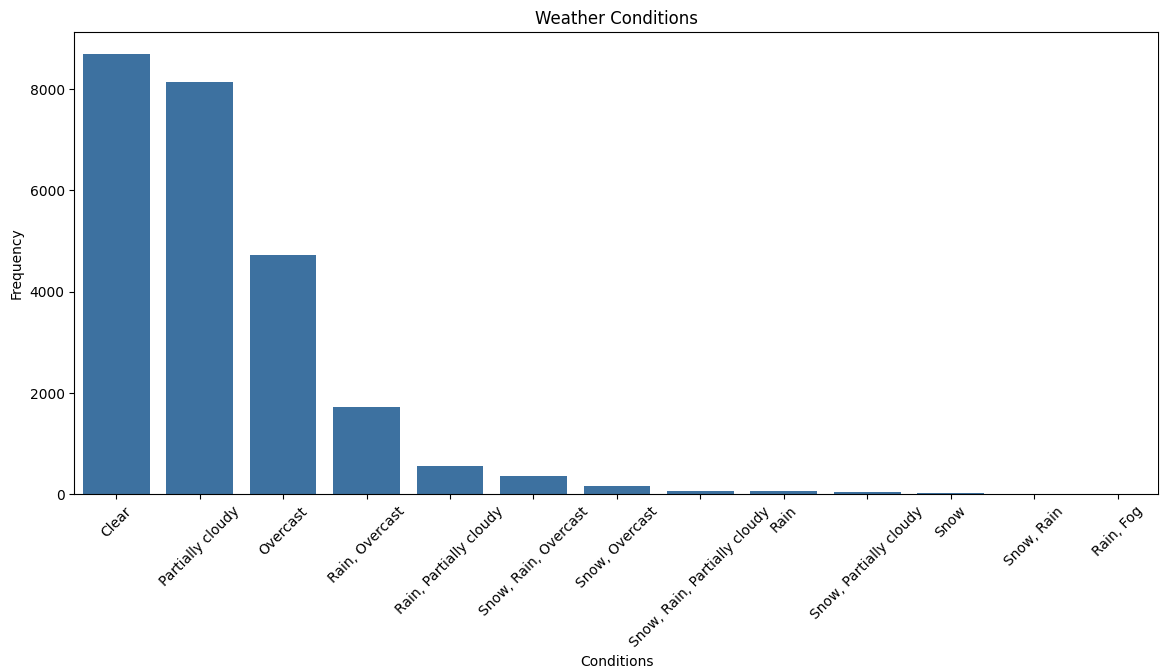 Weather Conditions
Frequency
8000
6000
4000
2000
0
Clear
Partially cloudy
Overcast
Rain, Overcast
Rain, Partially cloudy
Snow, Rain, Overcast
Snow, Overcast
Snow, Rain, Partially cloudy
Rain
Snow, Partially cloudy
Snow
Snow, Rain
Rain, Fog
Conditions